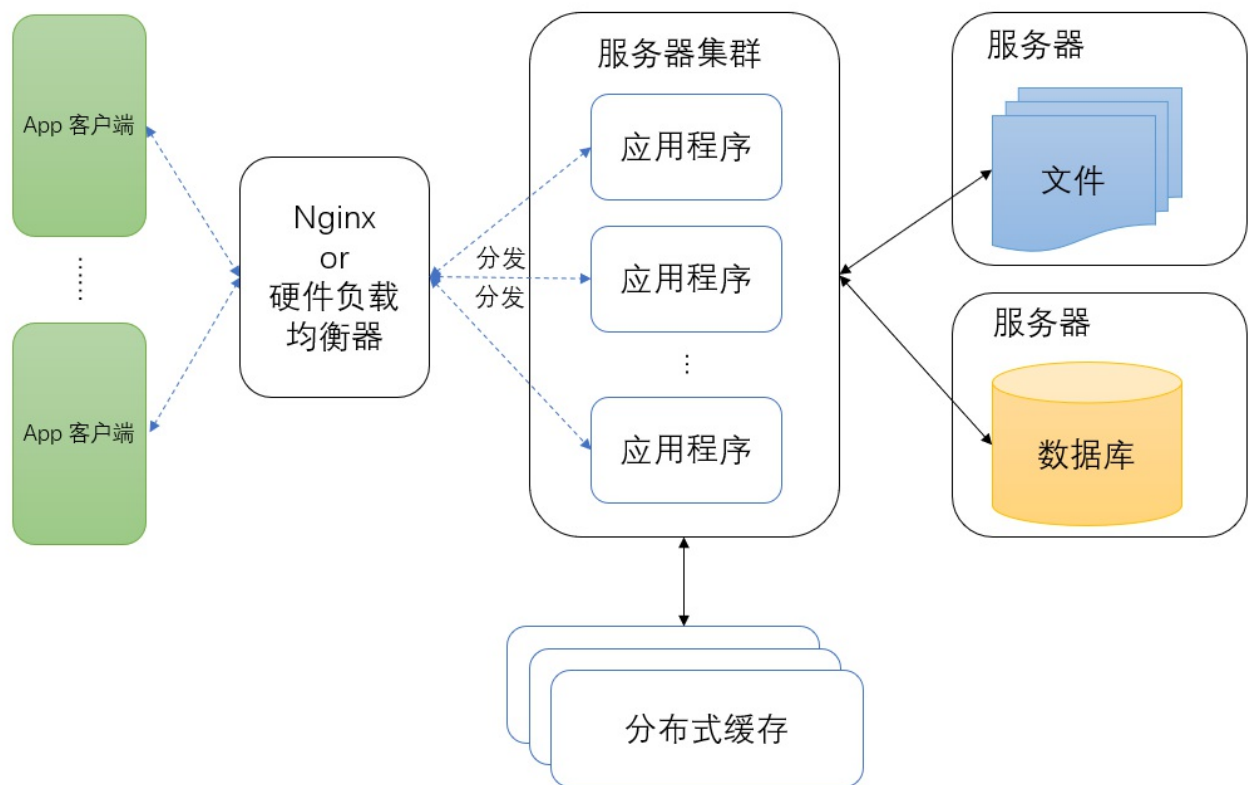 App 客户端
......
App 客户端
Nginx
or
硬件负载
均衡器
分发
分发
服务器集群
应用程序
应用程序
...
应用程序
服务器
文件
服务器
数据库
分布式缓存